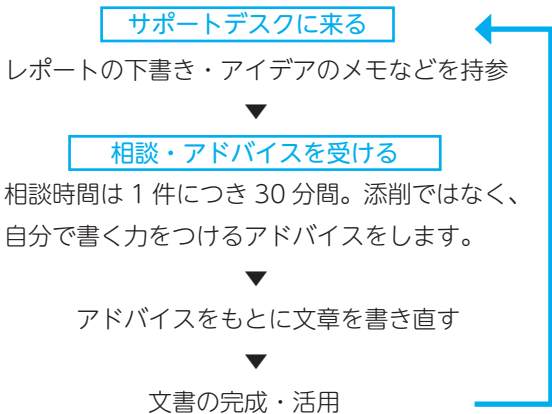 サポートデスクに来る
レポートの下書き・アイデアのメモなどを持参
▼
相談・アドバイスを受ける
相談時間は 1 件につき 30 分間。添削ではなく、
自分で書く力をつけるアドバイスをします。
▼
アドバイスをもとに文章を書き直す
▼
文書の完成・活用